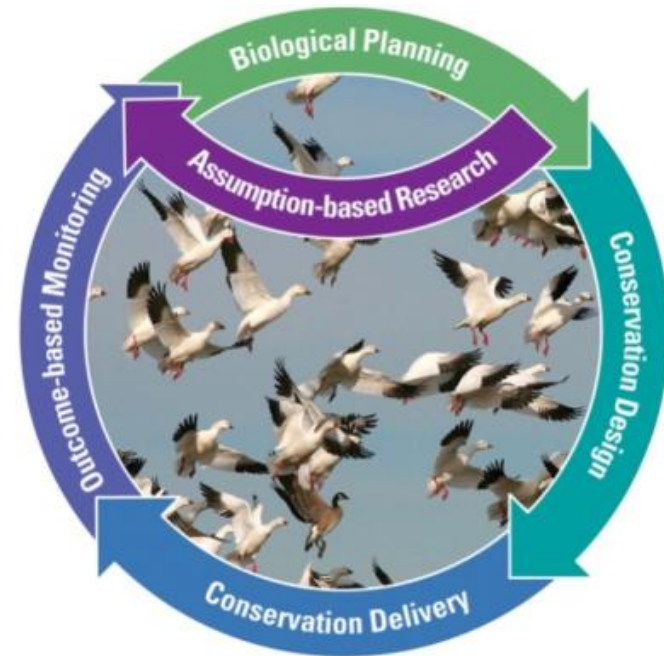 Biological Planning
Assumption-based Research
Conservation Design
Conservation Delivery
Outcome-based Monitoring